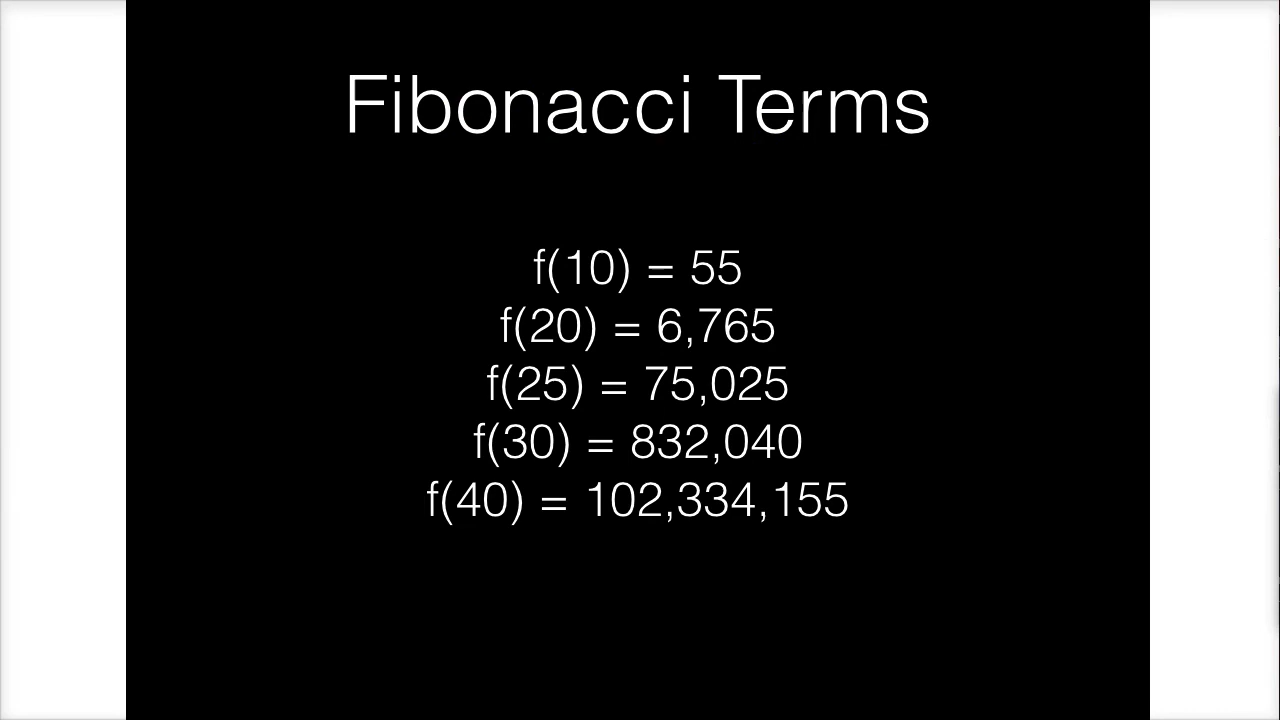 Fibonacci Terms
f(10) = 55
f(20) = 6,765
f(25) = 75,025
f(30) = 832,040
f(40) = 102,334,155